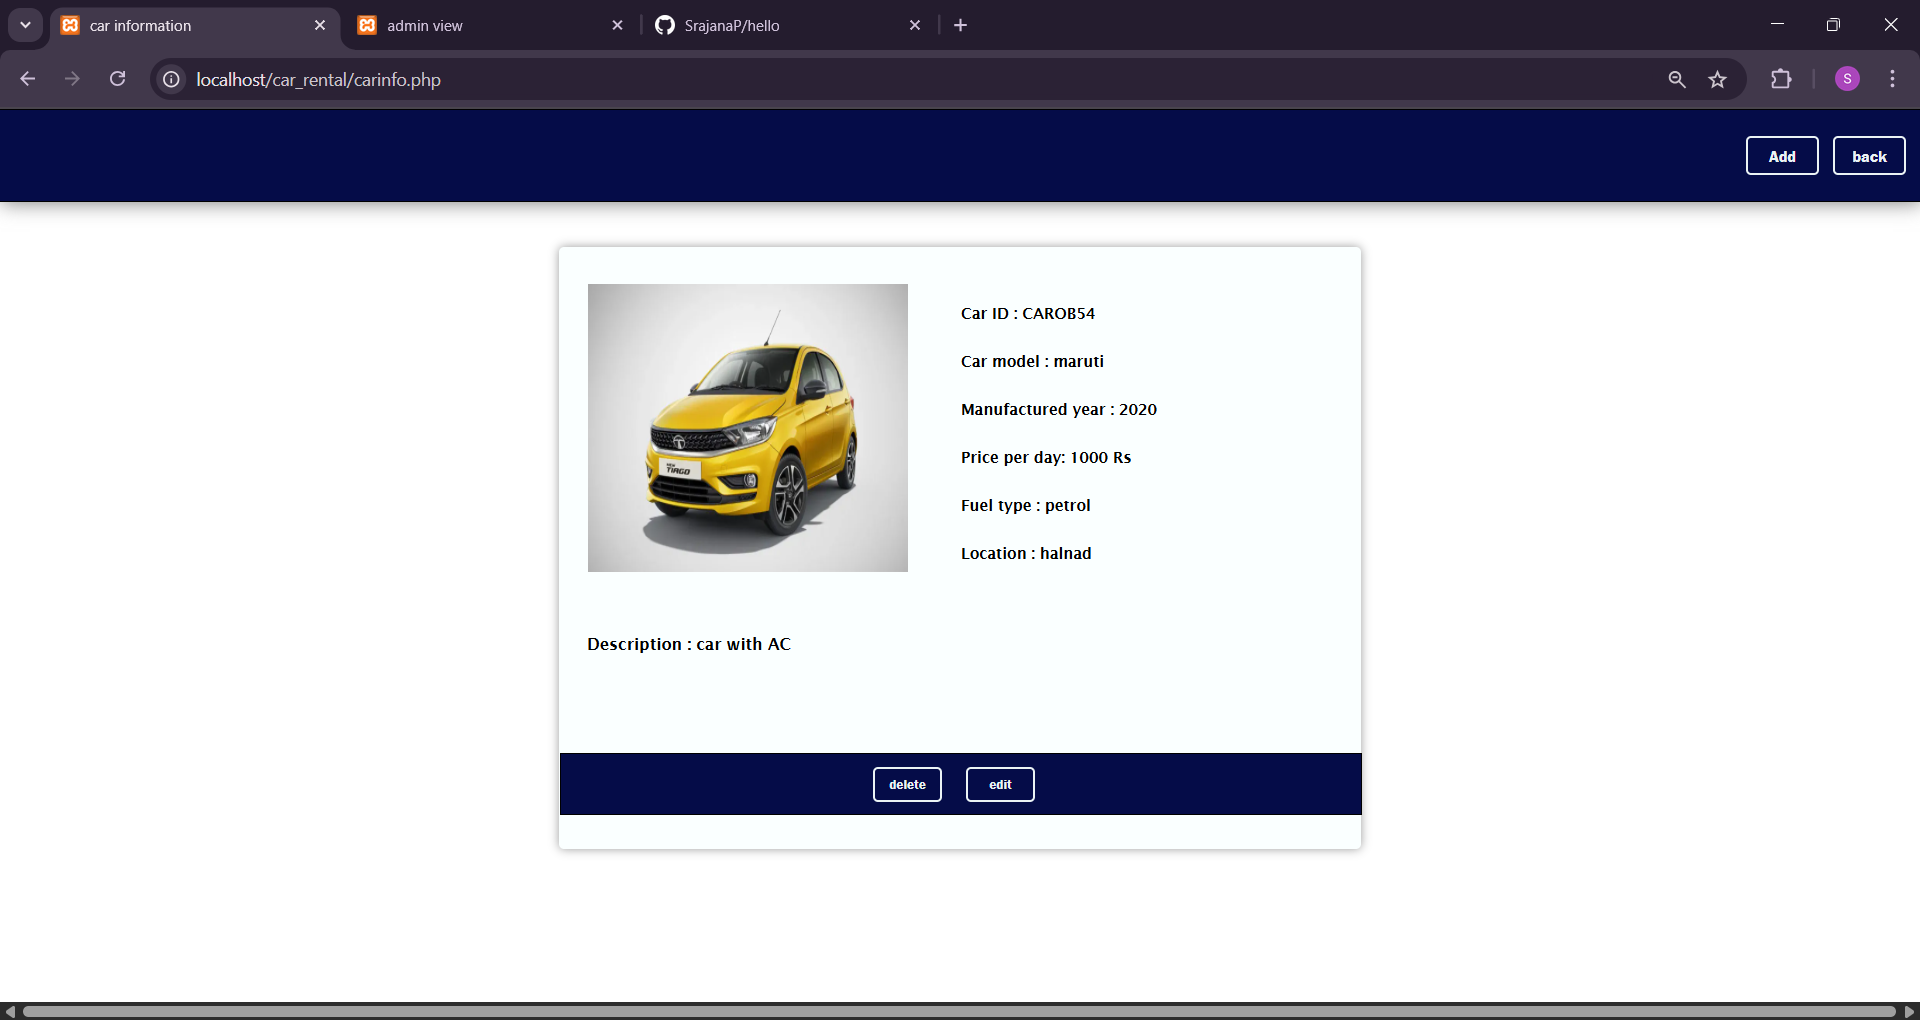 car information
admin view
SrajanaP/hello
localhost/car_rental/carinfo.php
S
Add
back
NEW
TIAGO
Car ID : CAROB54
Car model : maruti
Manufactured year : 2020
Price per day: 1000 Rs
Fuel type : petrol
Location : halnad
Description : car with AC
delete
edit